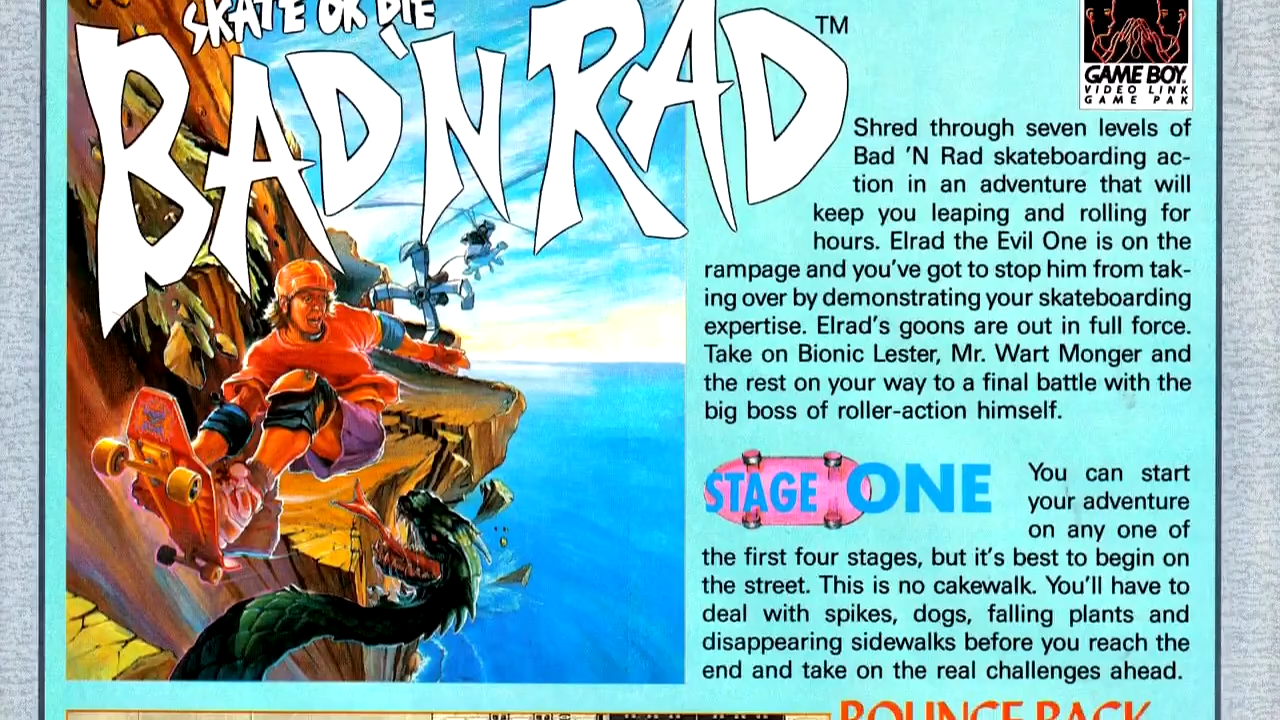 SKATE OR DIE
BAD 'N RAD™
GAME BOY
VIDEO LINK
GAME PAK
Shred through seven levels of
Bad 'N Rad skateboarding ac-
tion in an adventure that will
keep you leaping and rolling for
hours. Elrad the Evil One is on the
rampage and you've got to stop him from tak-
ing over by demonstrating your skateboarding
expertise. Elrad's goons are out in full force.
Take on Bionic Lester, Mr. Wart Monger and
the rest on your way to a final battle with the
big boss of roller-action himself.
STAGE ONE
You can start
your adventure
on any one of
the first four stages, but it's best to begin on
the street. This is no cakewalk. You'll have to
deal with spikes, dogs, falling plants and
disappearing sidewalks before you reach the
end and take on the real challenges ahead.
BOUNCE BACK